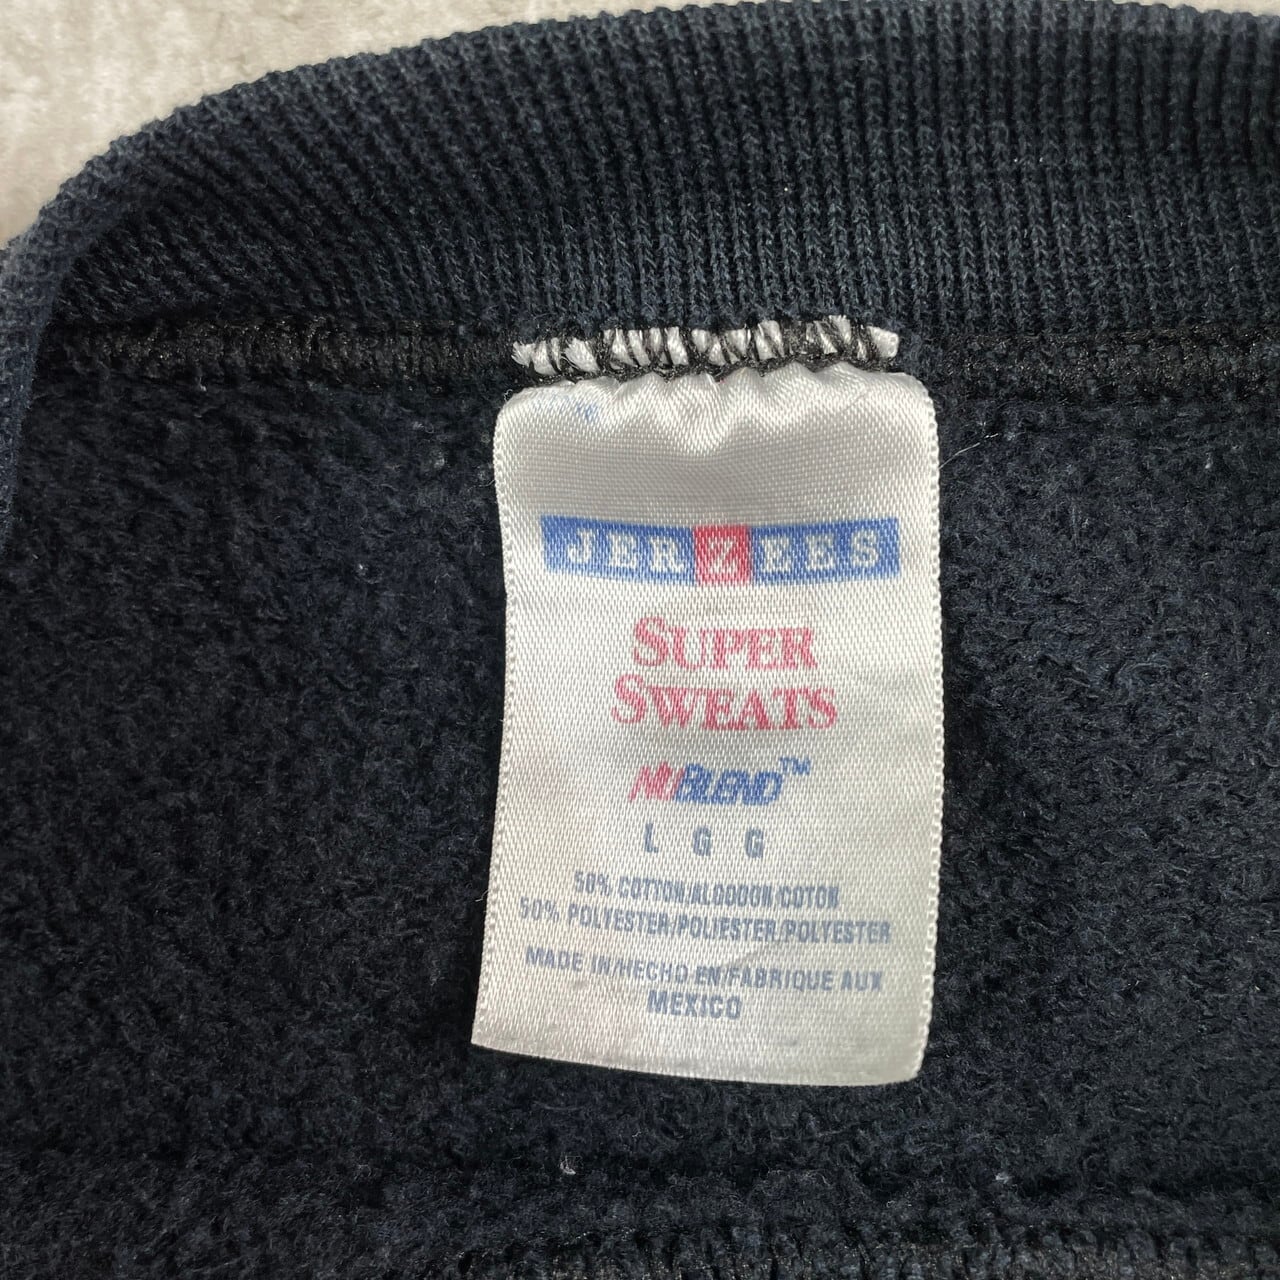 JERZEES
SUPER
SWEATS
NUBLEND™
L G G
50% COTTON/ALGODON/COTON
50% POLYESTER/POLIESTER/POLYESTER
MADE IN/HECHO EN/FABRIQUE AUX
MEXICO